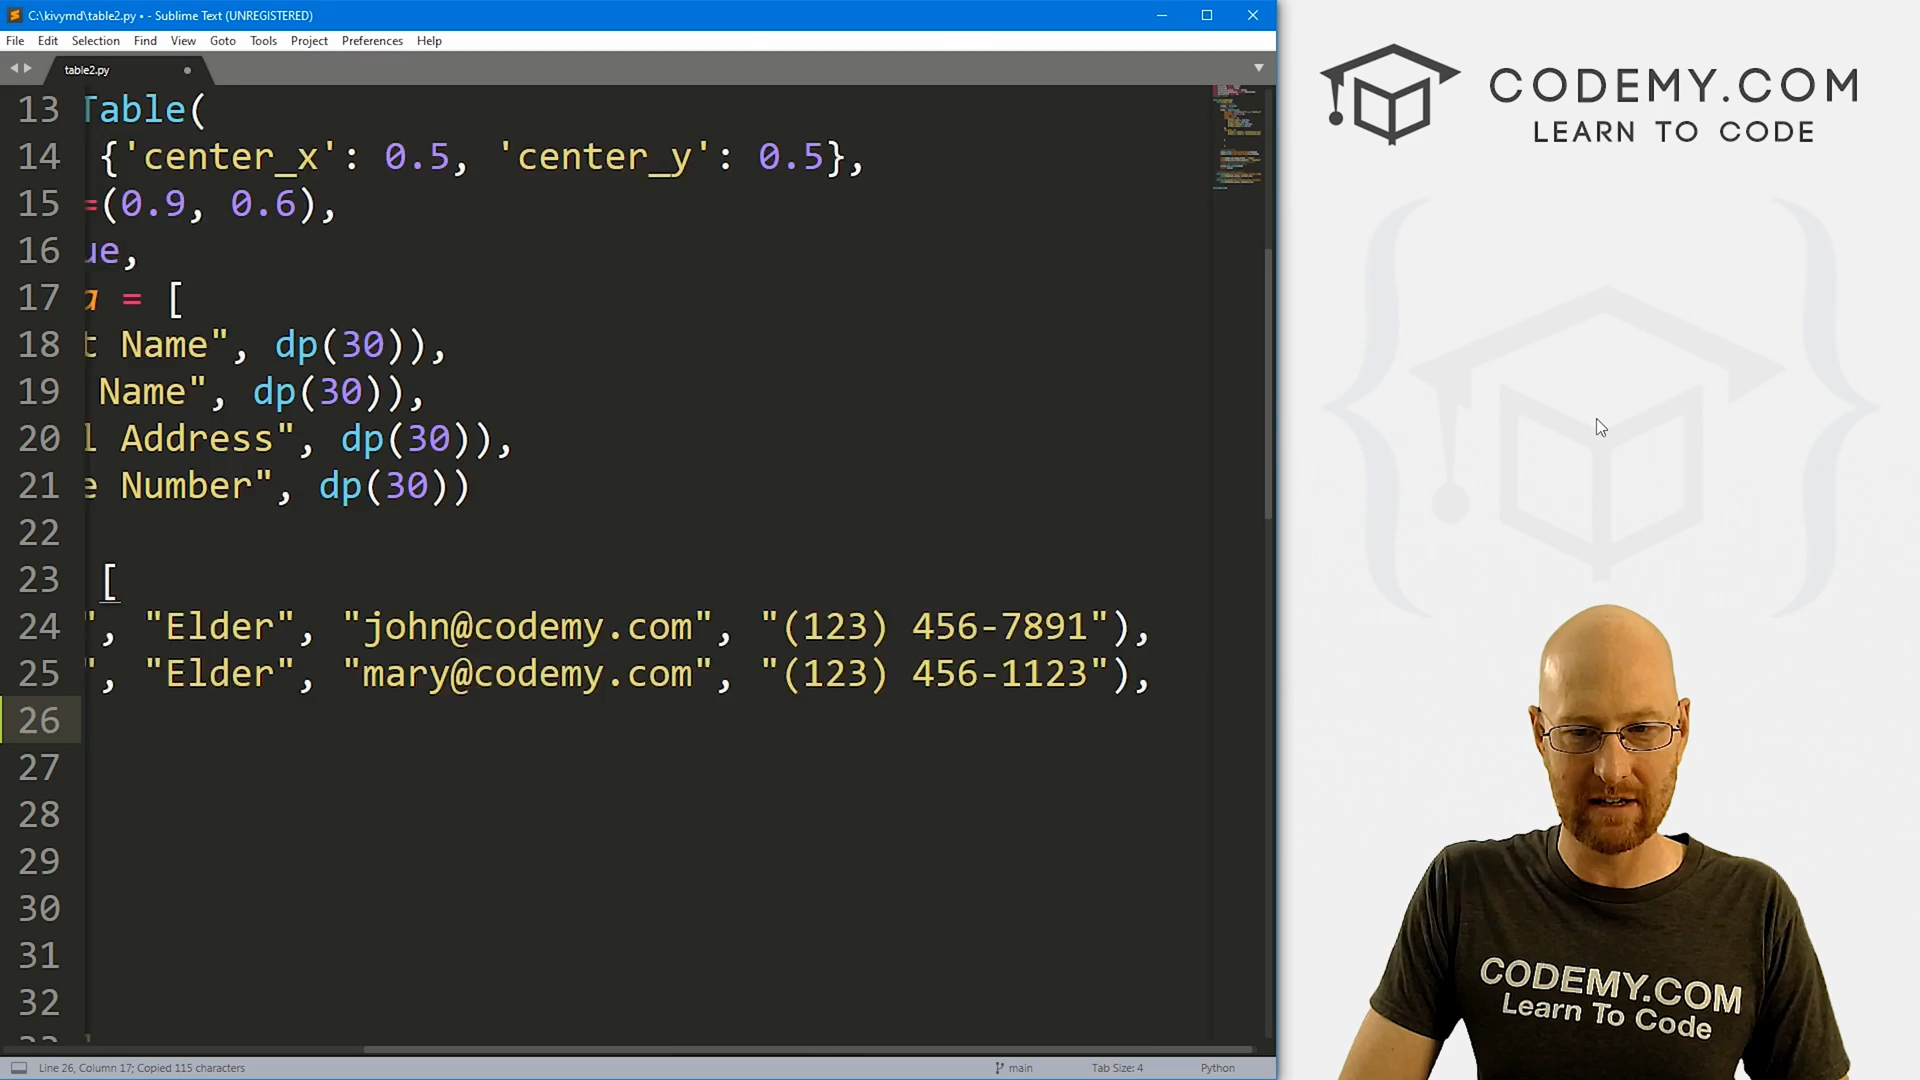 C:\kivymd\table2.py • - Sublime Text (UNREGISTERED)
File Edit Selection Find View Goto Tools Project Preferences Help
table2.py
13 Table(
14 {'center_x': 0.5, 'center_y': 0.5},
15 =(0.9, 0.6),
16 ue,
17 a = [
18 t Name", dp(30)),
19 Name", dp(30)),
20 l Address", dp(30)),
21 e Number", dp(30))
22
23 [
24 ", "Elder", "john@codemy.com", "(123) 456-7891"),
25 ", "Elder", "mary@codemy.com", "(123) 456-1123"),
26
27
28
29
30
31
32
33
Line 26, Column 17; Copied 115 characters
main
Tab Size: 4
Python
CODEMY.COM
LEARN TO CODE
CODEMY.COM
Learn To Code